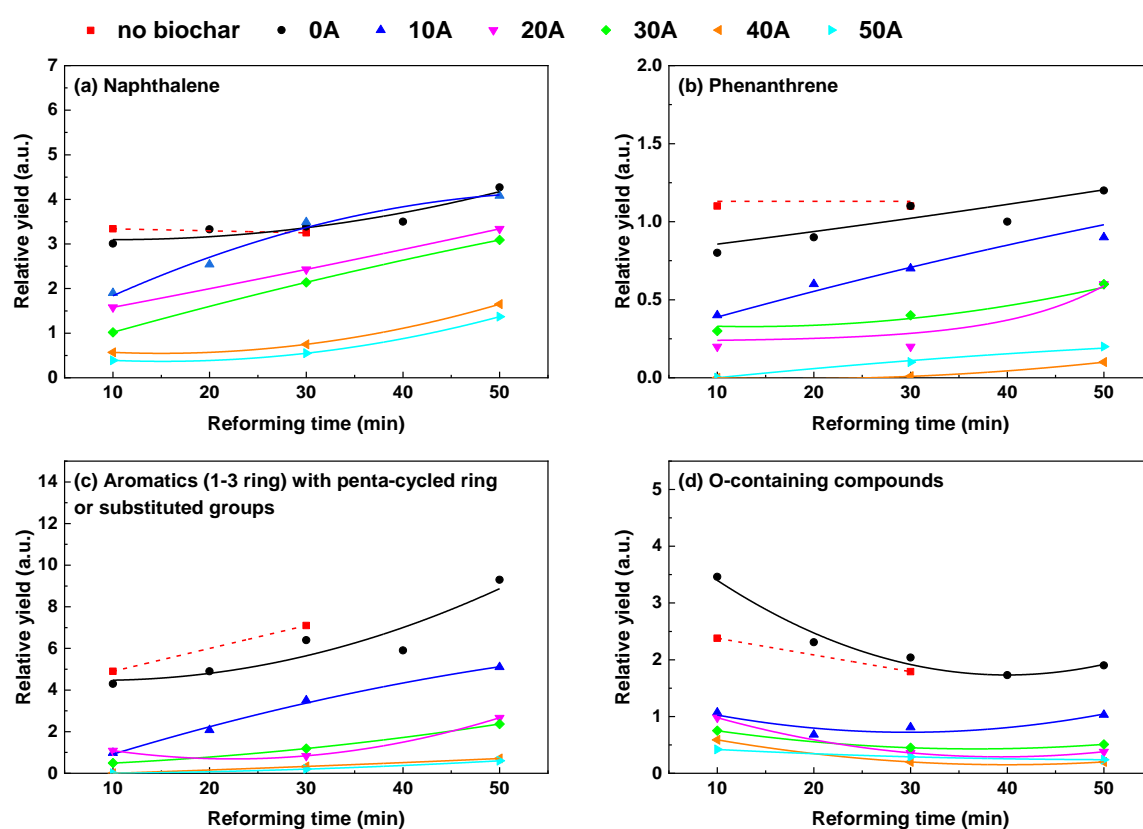 no biochar 0A 10A 20A 30A 40A 50A
(a) Naphthalene
Relative yield (a.u.)
7
6
5
4
3
2
1
0
10 20 30 40 50
Reforming time (min)
(b) Phenanthrene
Relative yield (a.u.)
2.0
1.5
1.0
0.5
0.0
10 20 30 40 50
Reforming time (min)
(c) Aromatics (1-3 ring) with penta-cycled ring
or substituted groups
Relative yield (a.u.)
14
12
10
8
6
4
2
0
10 20 30 40 50
Reforming time (min)
(d) O-containing compounds
Relative yield (a.u.)
5
4
3
2
1
0
10 20 30 40 50
Reforming time (min)